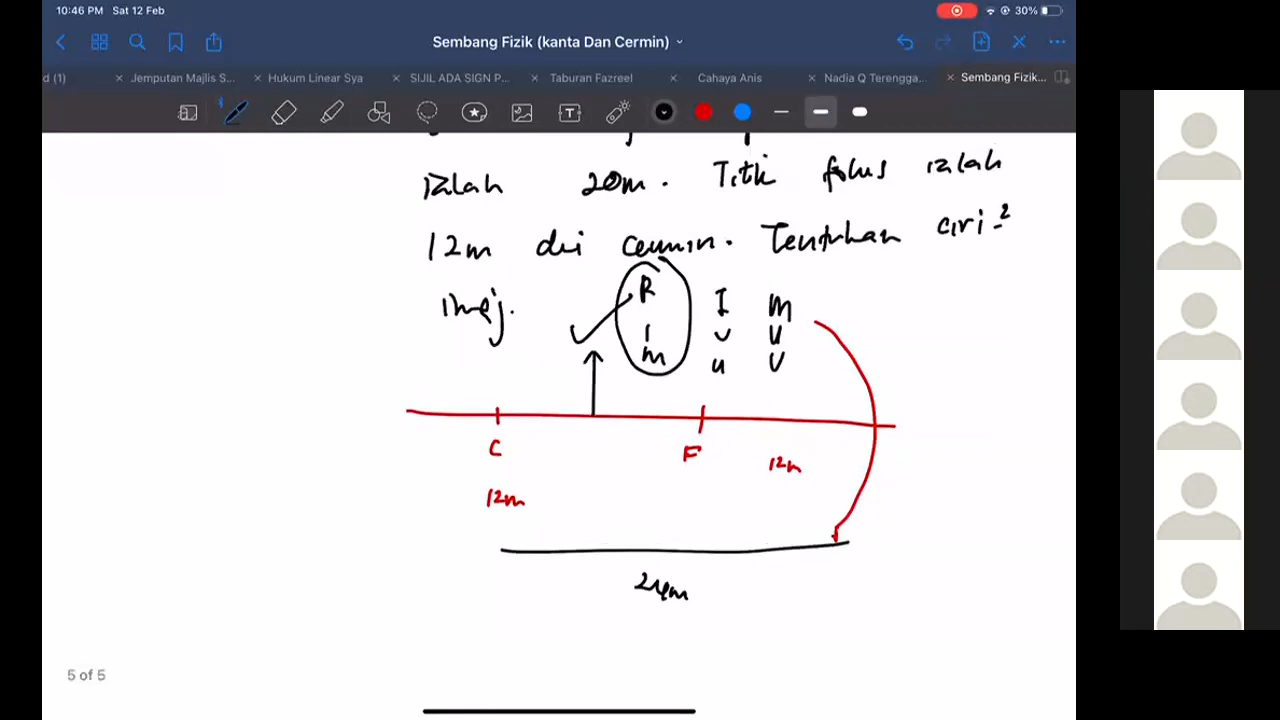 10:46 PM Sat 12 Feb
30%
Sembang Fizik (kanta Dan Cermin)
d (1)
Jemputan Majlis S...
Hukum Linear Sya
SIJIL ADA SIGN P...
Taburan Fazreel
Cahaya Anis
Nadia Q Terengga...
Sembang Fizik...
T
ialah 20m. Titik fokus ialah
12m dri cermin. Tentukan ciri-²
imej.
R I M
I V U
M U V
C F 12m
12m
24m
5 of 5